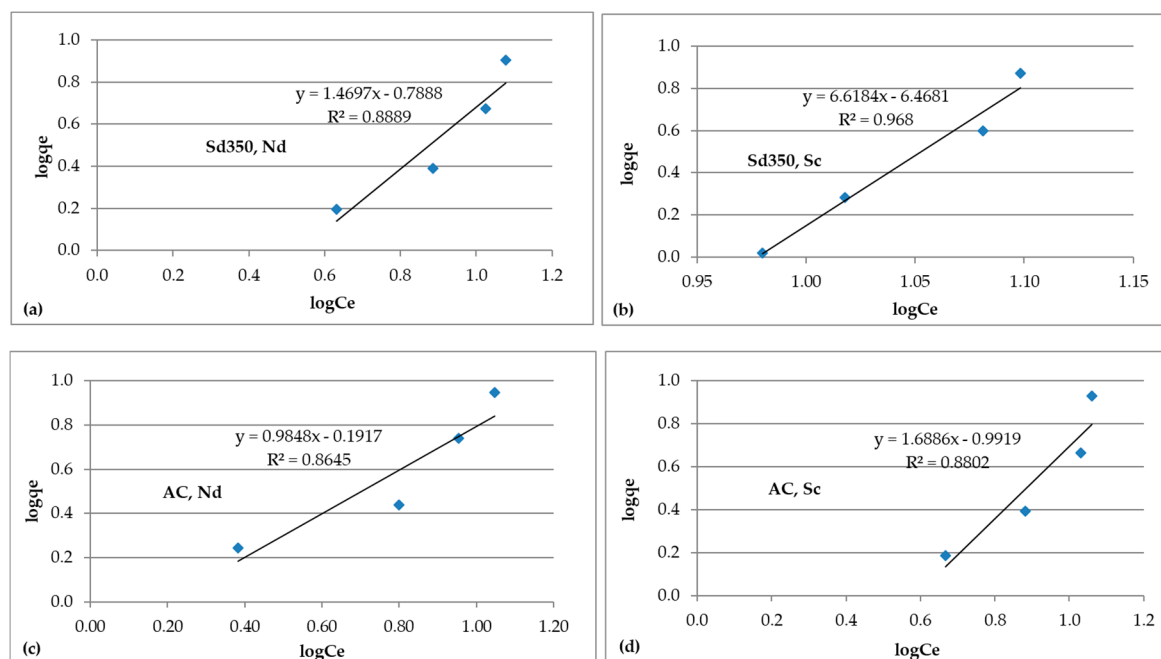 1.0
0.8
0.6
0.4
0.2
0.0
logqe
y = 1.4697x - 0.7888
R² = 0.8889
Sd350, Nd
0.0 0.2 0.4 0.6 0.8 1.0 1.2
logCe
(a)
1.0
0.8
0.6
0.4
0.2
0.0
logqe
y = 6.6184x - 6.4681
R² = 0.968
Sd350, Sc
0.95 1.00 1.05 1.10 1.15
logCe
(b)
1.0
0.8
0.6
0.4
0.2
0.0
logqe
y = 0.9848x - 0.1917
R² = 0.8645
AC, Nd
0.00 0.20 0.40 0.60 0.80 1.00 1.20
logCe
(c)
1.0
0.8
0.6
0.4
0.2
0.0
logqe
y = 1.6886x - 0.9919
R² = 0.8802
AC, Sc
0.0 0.2 0.4 0.6 0.8 1.0 1.2
logCe
(d)